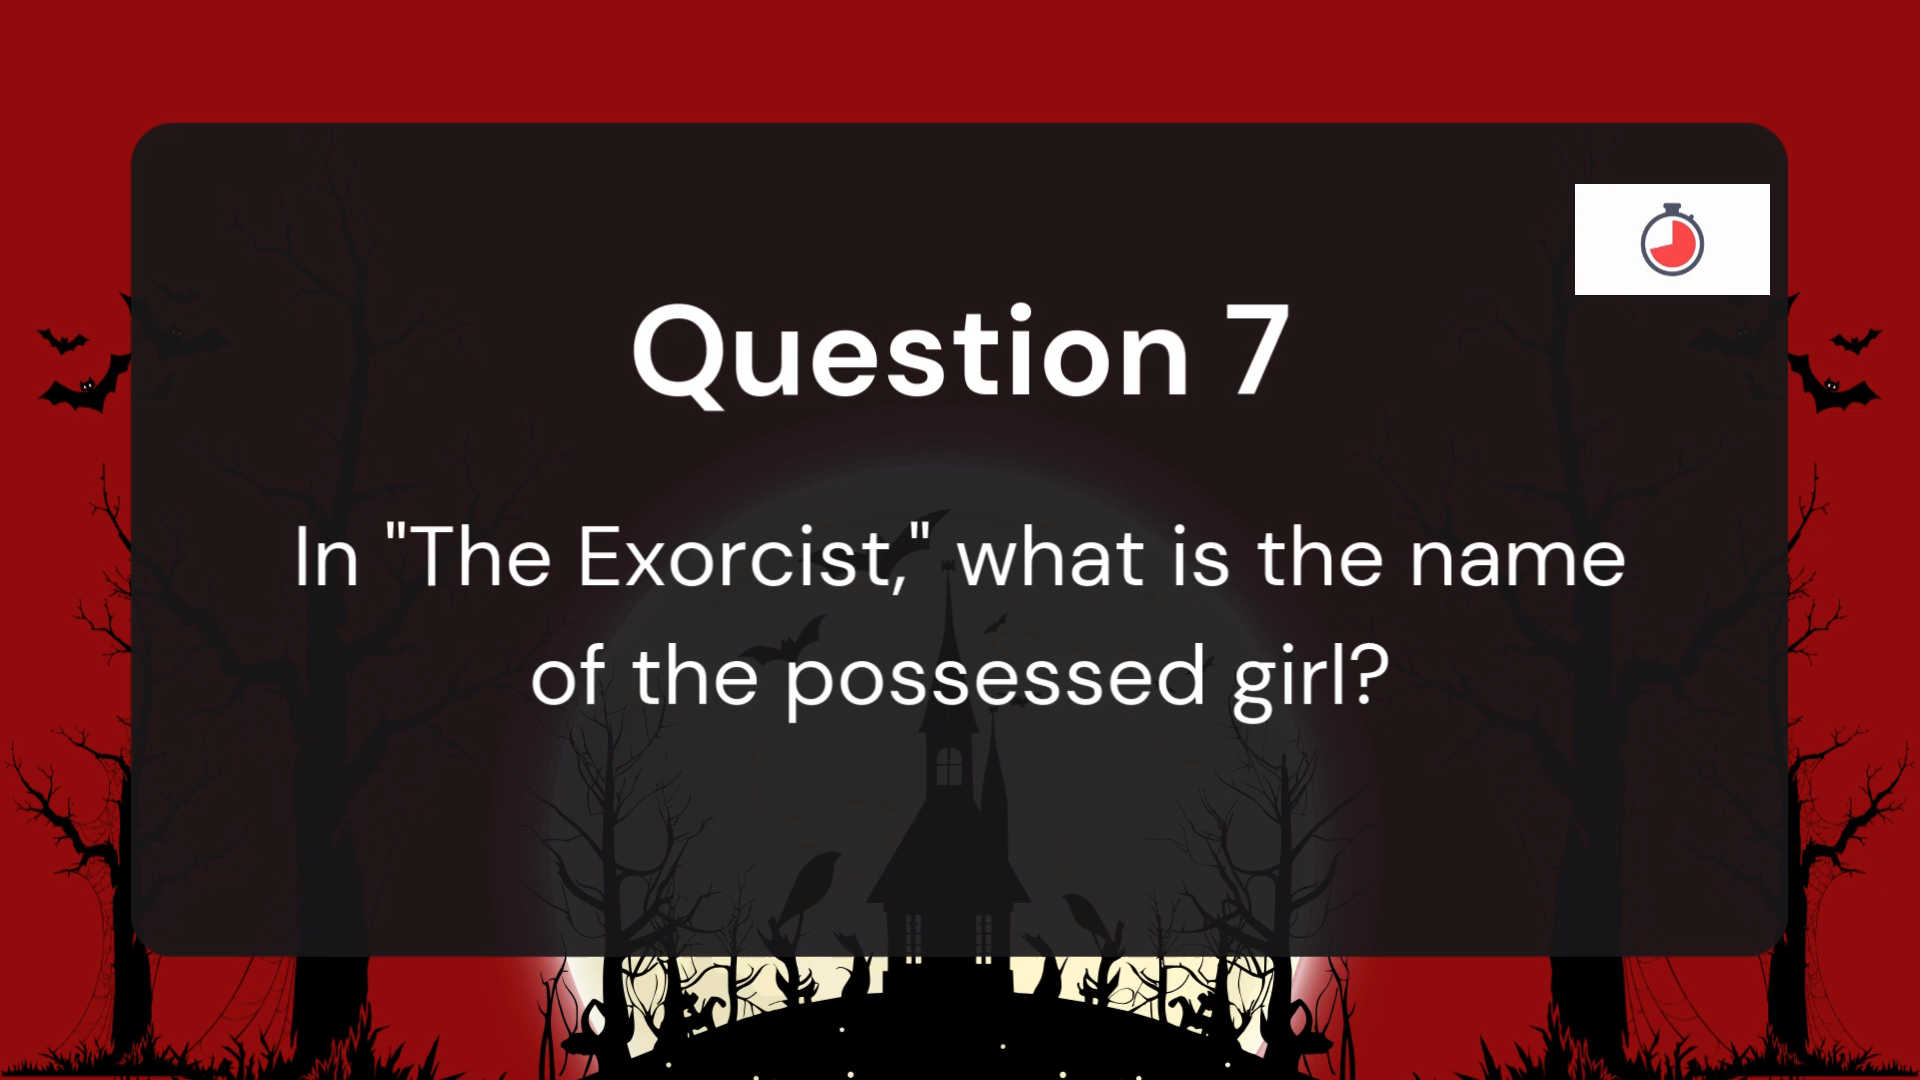 Question 7
In "The Exorcist," what is the name
of the possessed girl?